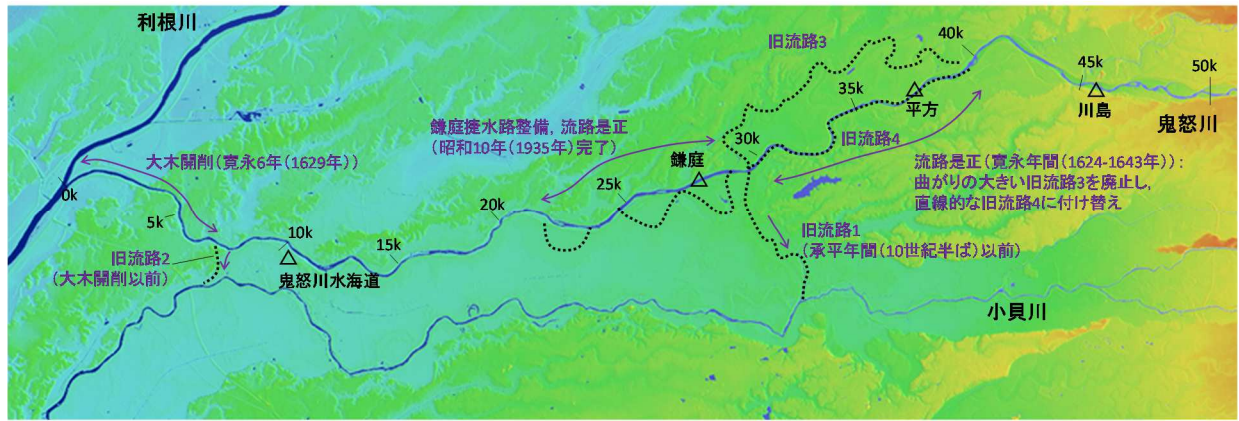 利根川
旧流路3
40k
45k
50k
35k
平方
川島
鬼怒川
鎌庭捷水路整備，流路是正
（昭和10年（1935年）完了）
30k
旧流路4
鎌庭
大木開削（寛永6年（1629年））
流路是正（寛永年間（1624-1643年））：
曲がりの大きい旧流路3を廃止し，
直線的な旧流路4に付け替え
0k
25k
20k
5k
10k
15k
旧流路1
（承平年間（10世紀半ば）以前）
旧流路2
（大木開削以前）
鬼怒川水海道
小貝川